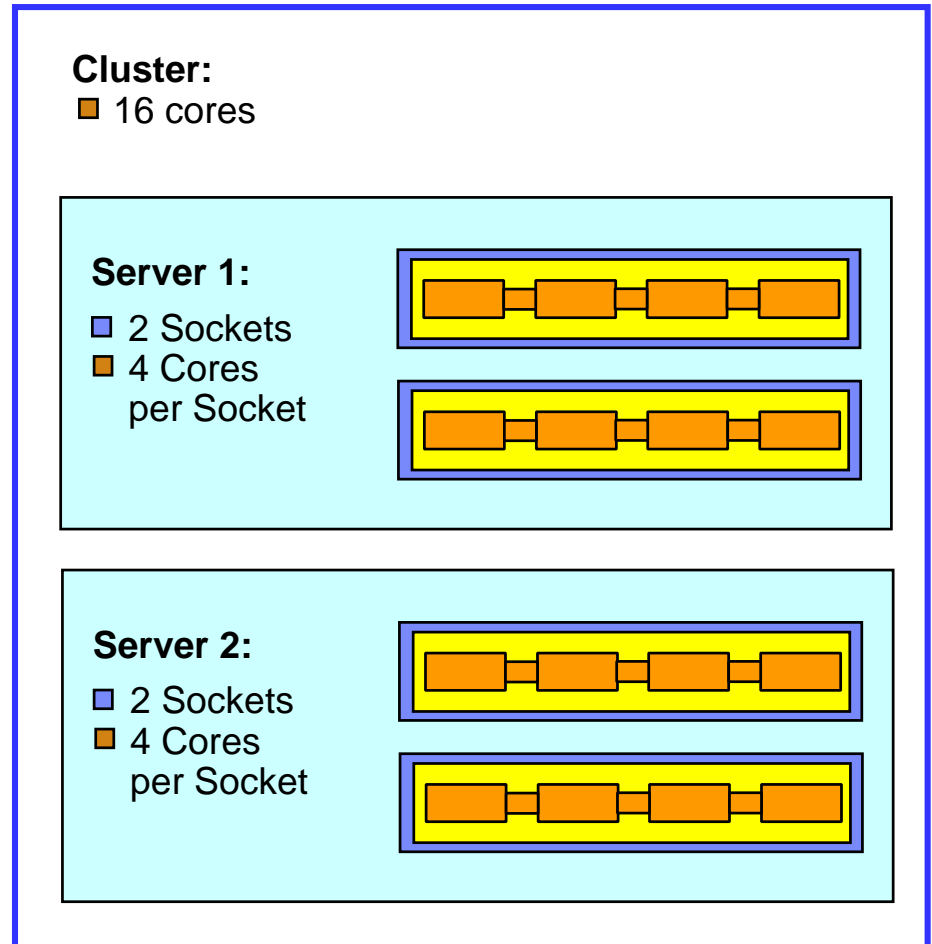 Cluster:
16 cores
Server 1:
2 Sockets
4 Cores
per Socket
Server 2:
2 Sockets
4 Cores
per Socket